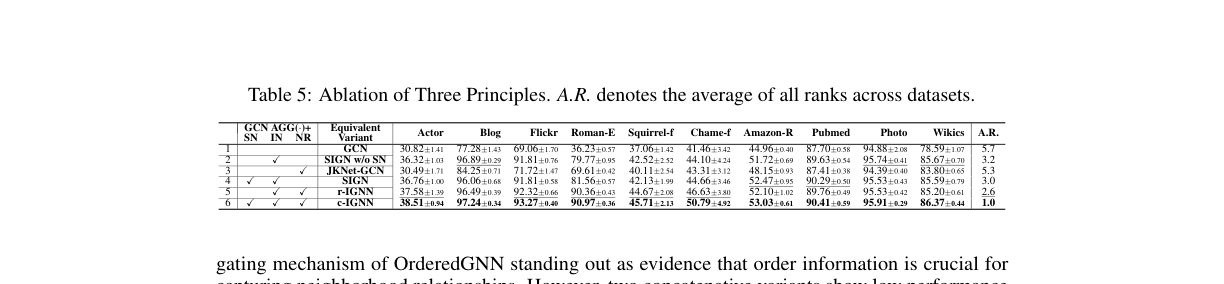 Table 5: Ablation of Three Principles. A.R. denotes the average of all ranks across datasets.
GCN AGG(·)+ Equivalent Actor Blog Flickr Roman-E Squirrel-f Chame-f Amazon-R Pubmed Photo Wikics A.R.
SN IN NR Variant
1 GCN 30.82±1.41 77.28±1.43 69.06±1.70 36.23±0.57 37.06±1.42 41.46±3.42 44.96±0.40 87.70±0.58 94.88±2.08 78.59±1.07 5.7
2 ✓ SIGN w/o SN 36.32±1.03 96.89±0.29 91.81±0.76 79.77±0.95 42.52±2.52 44.10±4.24 51.72±0.69 89.63±0.54 95.74±0.41 85.67±0.70 3.2
3 ✓ JKNet-GCN 30.49±1.71 84.25±0.71 71.72±1.47 69.61±0.42 40.11±2.54 43.31±3.12 48.15±0.93 87.41±0.38 94.39±0.40 83.80±0.65 5.3
4 ✓ ✓ SIGN 36.76±1.00 96.06±0.68 91.81±0.58 81.56±0.57 42.13±1.99 44.66±3.46 52.47±0.95 90.29±0.50 95.53±0.43 85.59±0.79 3.0
5 ✓ ✓ r-IGNN 37.58±1.39 96.49±0.39 92.32±0.66 90.36±0.43 44.67±2.08 46.63±3.80 52.10±1.02 89.76±0.49 95.53±0.42 85.20±0.61 2.6
6 ✓ ✓ ✓ c-IGNN 38.51±0.94 97.24±0.34 93.27±0.40 90.97±0.36 45.71±2.13 50.79±4.92 53.03±0.61 90.41±0.59 95.91±0.29 86.37±0.44 1.0
gating mechanism of OrderedGNN standing out as evidence that order information is crucial for
capturing neighborhood relationships. However, two concatenative variants show low performance